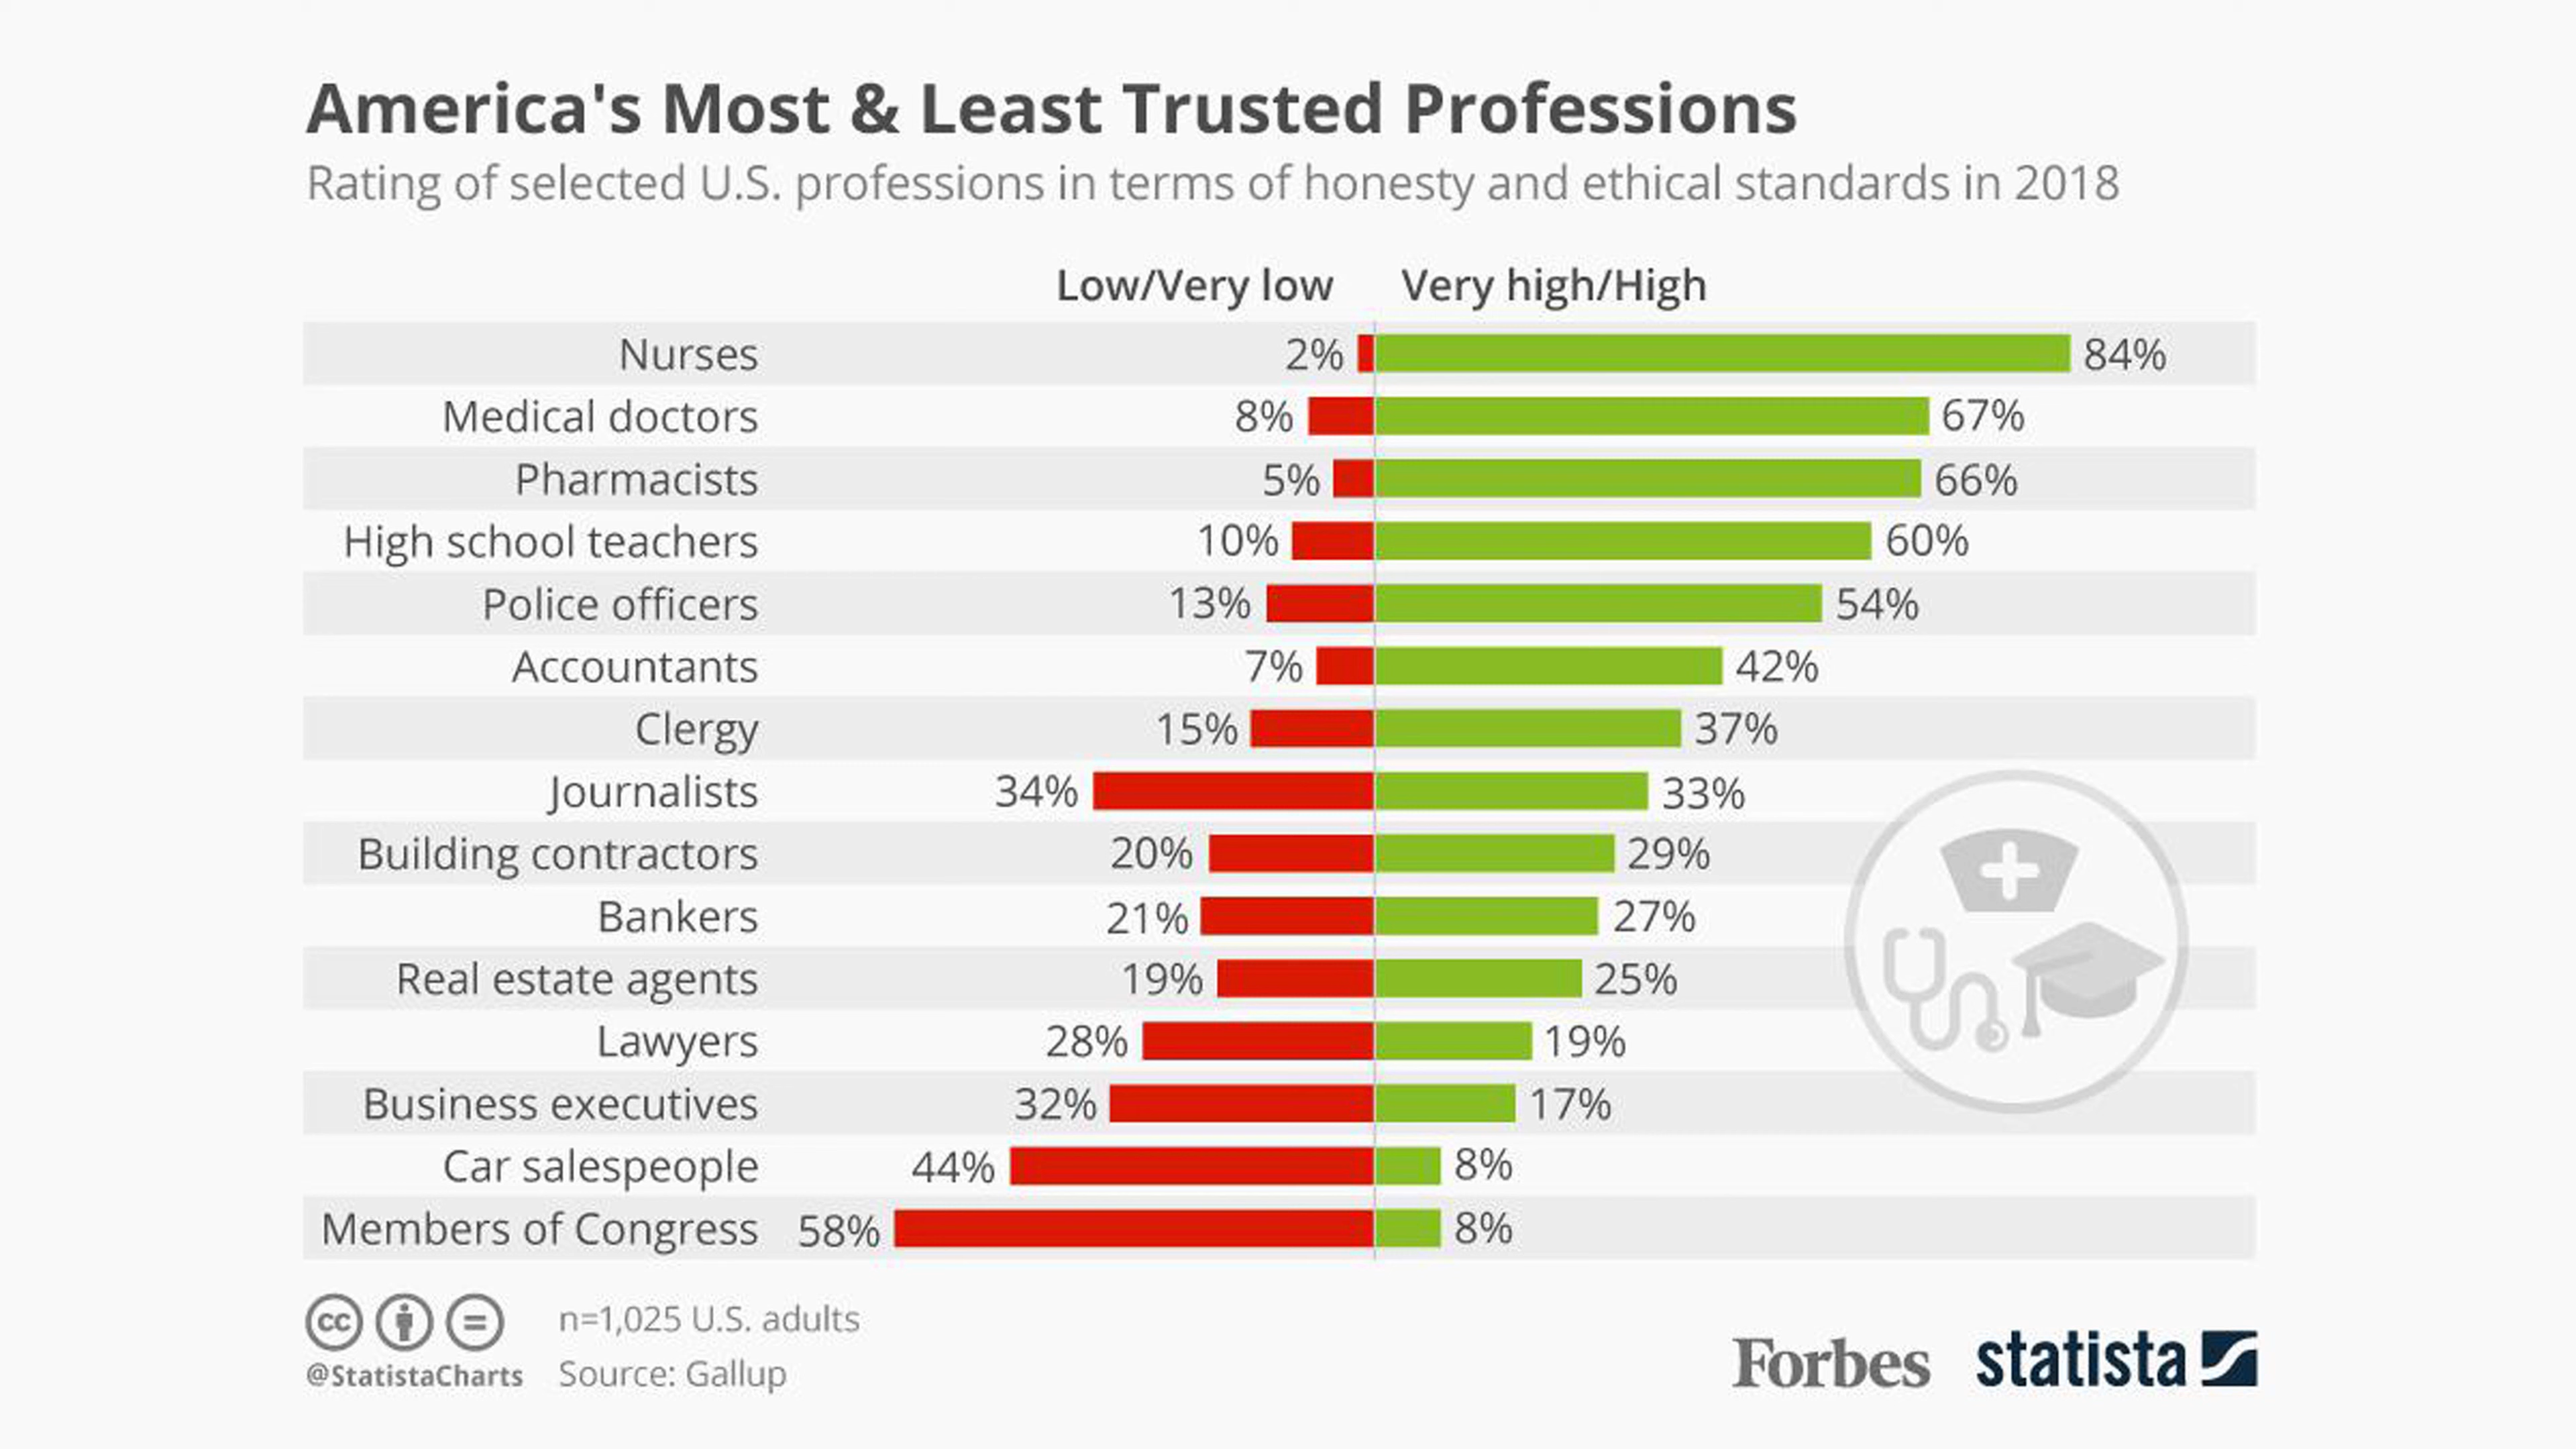 America's Most & Least Trusted Professions
Rating of selected U.S. professions in terms of honesty and ethical standards in 2018
Low/Very low Very high/High
Nurses 2% 84%
Medical doctors 8% 67%
Pharmacists 5% 66%
High school teachers 10% 60%
Police officers 13% 54%
Accountants 7% 42%
Clergy 15% 37%
Journalists 34% 33%
Building contractors 20% 29%
Bankers 21% 27%
Real estate agents 19% 25%
Lawyers 28% 19%
Business executives 32% 17%
Car salespeople 44% 8%
Members of Congress 58% 8%
cc =
n=1,025 U.S. adults
@StatistaCharts Source: Gallup
Forbes statista